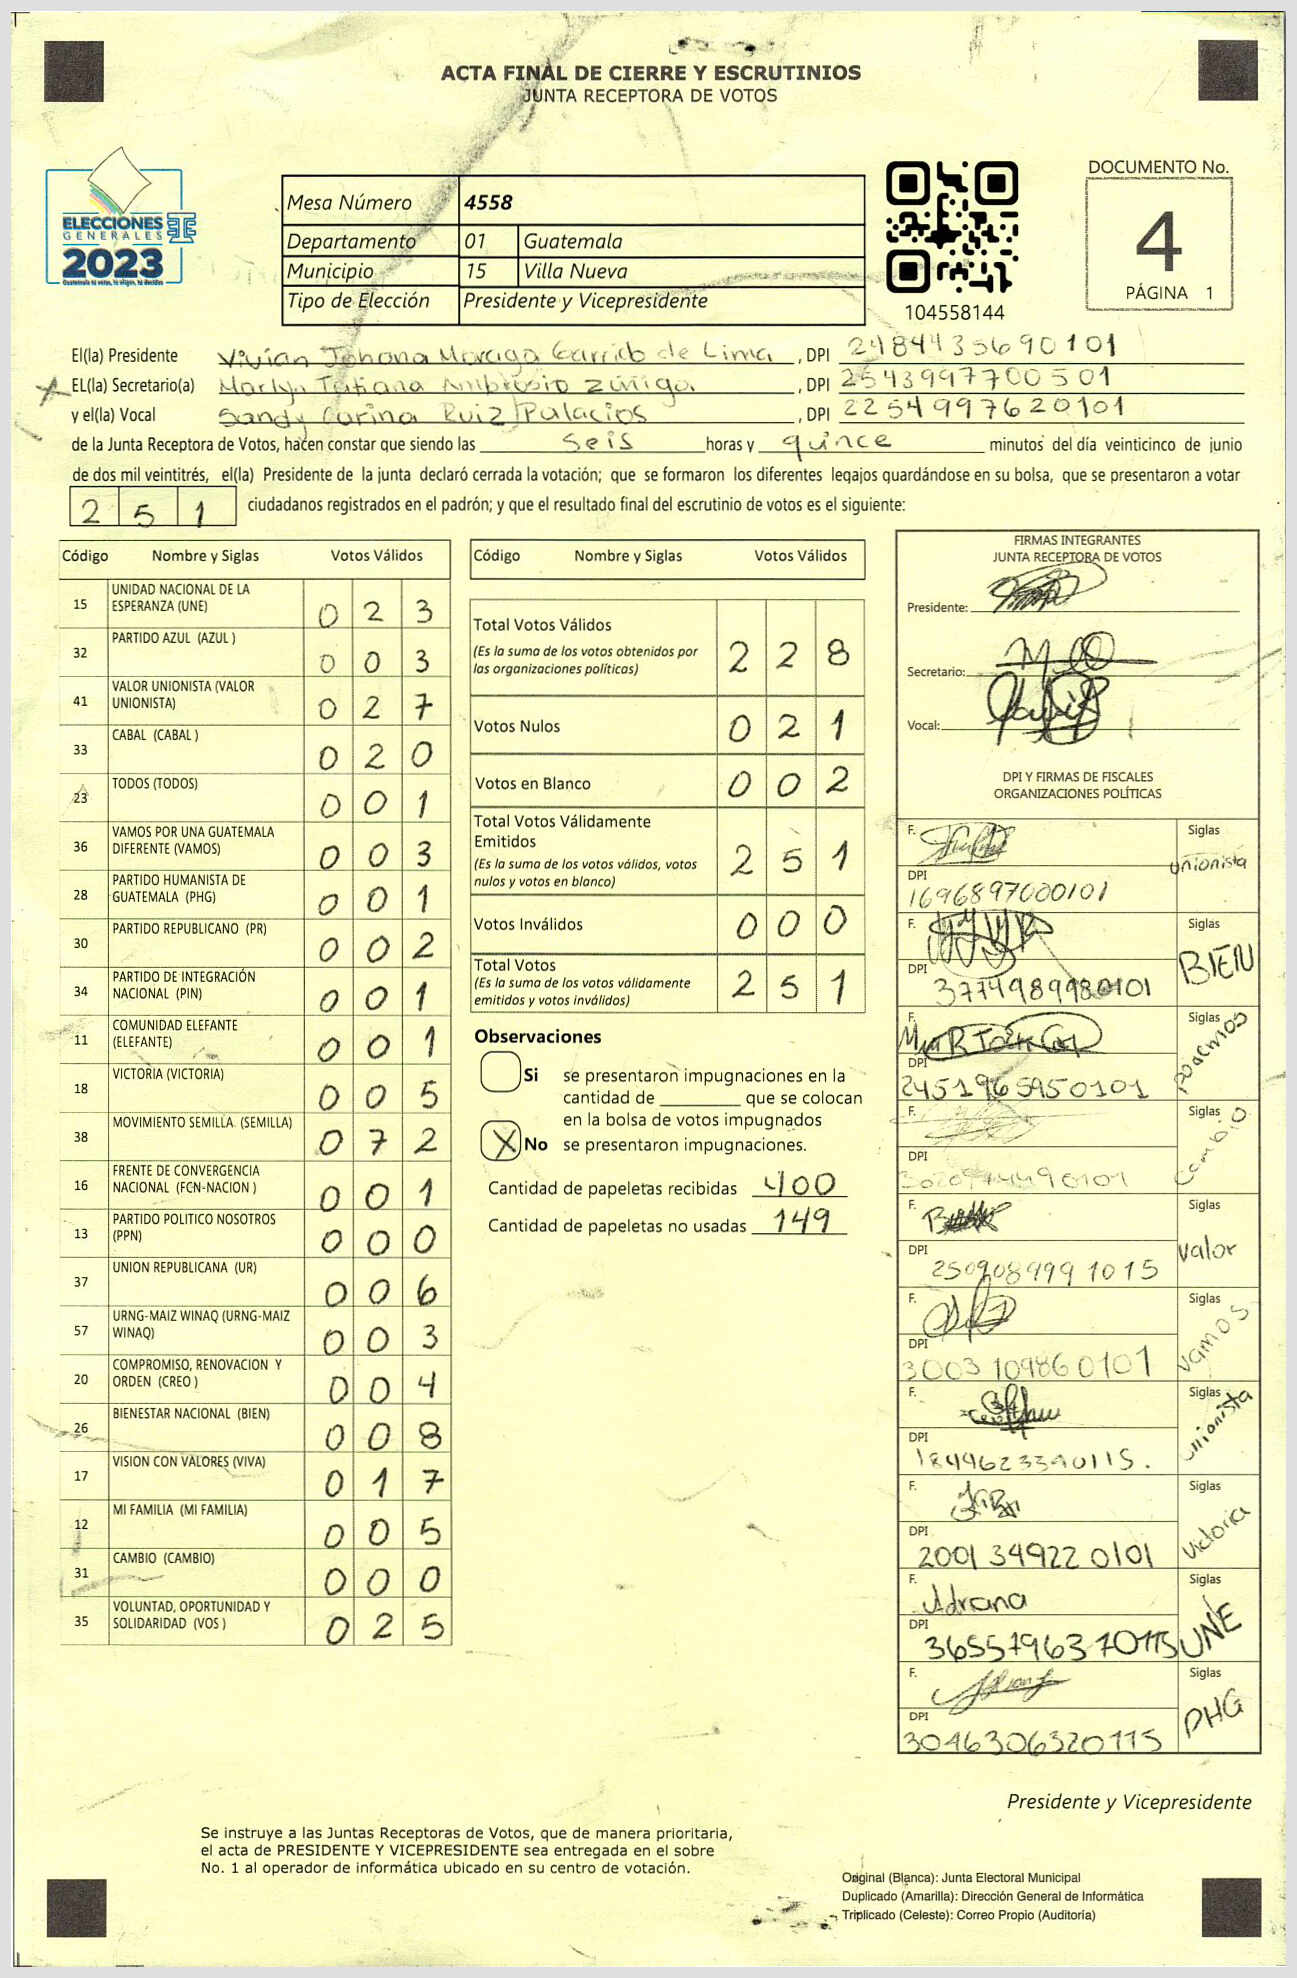 ACTA FINAL DE CIERRE Y ESCRUTINIOS
JUNTA RECEPTORA DE VOTOS
ELECCIONES
GENERALES
2023
Guatemala tú votas, tú eliges, tú decides
Mesa Número 4558
Departamento 01 Guatemala
Municipio 15 Villa Nueva
Tipo de Elección Presidente y Vicepresidente
104558144
DOCUMENTO No.
4
PÁGINA 1
El(la) Presidente Vivian Johana Garrido de Lima, DPI 2484435690101
EL(la) Secretario(a) Marlyn Tatiana Ambrosio Zúñiga, DPI 2543997700501
y el(la) Vocal Sandy Carina Ruiz Palacios, DPI 2254997620101
de la Junta Receptora de Votos, hacen constar que siendo las seis horas y quince minutos del día veinticinco de junio
de dos mil veintitrés, el(la) Presidente de la junta declaró cerrada la votación; que se formaron los diferentes legajos guardándose en su bolsa, que se presentaron a votar
251 ciudadanos registrados en el padrón; y que el resultado final del escrutinio de votos es el siguiente:
Código Nombre y Siglas Votos Válidos
15 UNIDAD NACIONAL DE LA ESPERANZA (UNE) 0 2 3
32 PARTIDO AZUL (AZUL ) 0 0 3
41 VALOR UNIONISTA (VALOR UNIONISTA) 0 2 7
33 CABAL (CABAL ) 0 2 0
23 TODOS (TODOS) 0 0 1
36 VAMOS POR UNA GUATEMALA DIFERENTE (VAMOS) 0 0 3
28 PARTIDO HUMANISTA DE GUATEMALA (PHG) 0 0 1
30 PARTIDO REPUBLICANO (PR) 0 0 2
34 PARTIDO DE INTEGRACIÓN NACIONAL (PIN) 0 0 1
11 COMUNIDAD ELEFANTE (ELEFANTE) 0 0 1
18 VICTORIA (VICTORIA) 0 0 5
38 MOVIMIENTO SEMILLA (SEMILLA) 0 7 2
16 FRENTE DE CONVERGENCIA NACIONAL (FCN-NACION ) 0 0 1
13 PARTIDO POLITICO NOSOTROS (PPN) 0 0 0
37 UNION REPUBLICANA (UR) 0 0 6
57 URNG-MAIZ WINAQ (URNG-MAIZ WINAQ) 0 0 3
20 COMPROMISO, RENOVACION Y ORDEN (CREO ) 0 0 4
26 BIENESTAR NACIONAL (BIEN) 0 0 8
17 VISION CON VALORES (VIVA) 0 1 7
12 MI FAMILIA (MI FAMILIA) 0 0 5
31 CAMBIO (CAMBIO) 0 0 0
35 VOLUNTAD, OPORTUNIDAD Y SOLIDARIDAD (VOS ) 0 2 5
Código Nombre y Siglas Votos Válidos
Total Votos Válidos 2 2 8
(Es la suma de los votos obtenidos por
las organizaciones políticas)
Votos Nulos 0 2 1
Votos en Blanco 0 0 2
Total Votos Válidamente
Emitidos 2 5 1
(Es la suma de los votos válidos, votos
nulos y votos en blanco)
Votos Inválidos 0 0 0
Total Votos 2 5 1
(Es la suma de los votos válidamente
emitidos y votos inválidos)
Observaciones
Si se presentaron impugnaciones en la
cantidad de ________ que se colocan
en la bolsa de votos impugnados
X No se presentaron impugnaciones.
Cantidad de papeletas recibidas 400
Cantidad de papeletas no usadas 149
FIRMAS INTEGRANTES
JUNTA RECEPTORA DE VOTOS
Presidente:
Secretario:
Vocal:
DPI Y FIRMAS DE FISCALES
ORGANIZACIONES POLÍTICAS
F. Siglas Unionista
DPI 1696897000101
F. Siglas BIEN
DPI
F. Siglas podemos
DPI 2451965950101
F. Siglas cambio
DPI
F. Siglas Valor
DPI
F. Siglas Vamos
DPI 3003109860101
F. Siglas Unionista
DPI
F. Siglas Victoria
DPI 2001349220101
F. Adriana Siglas UNE
DPI 3655796370115
F. Siglas PHG
DPI 3046306320115
Presidente y Vicepresidente
Se instruye a las Juntas Receptoras de Votos, que de manera prioritaria,
el acta de PRESIDENTE Y VICEPRESIDENTE sea entregada en el sobre
No. 1 al operador de informática ubicado en su centro de votación.
Original (Blanca): Junta Electoral Municipal
Duplicado (Amarilla): Dirección General de Informática
Triplicado (Celeste): Correo Propio (Auditoría)